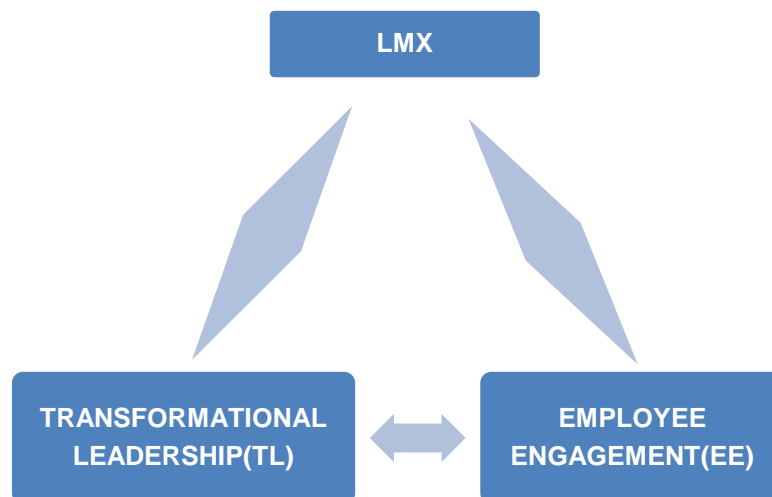 LMX
TRANSFORMATIONAL
LEADERSHIP(TL)
EMPLOYEE
ENGAGEMENT(EE)